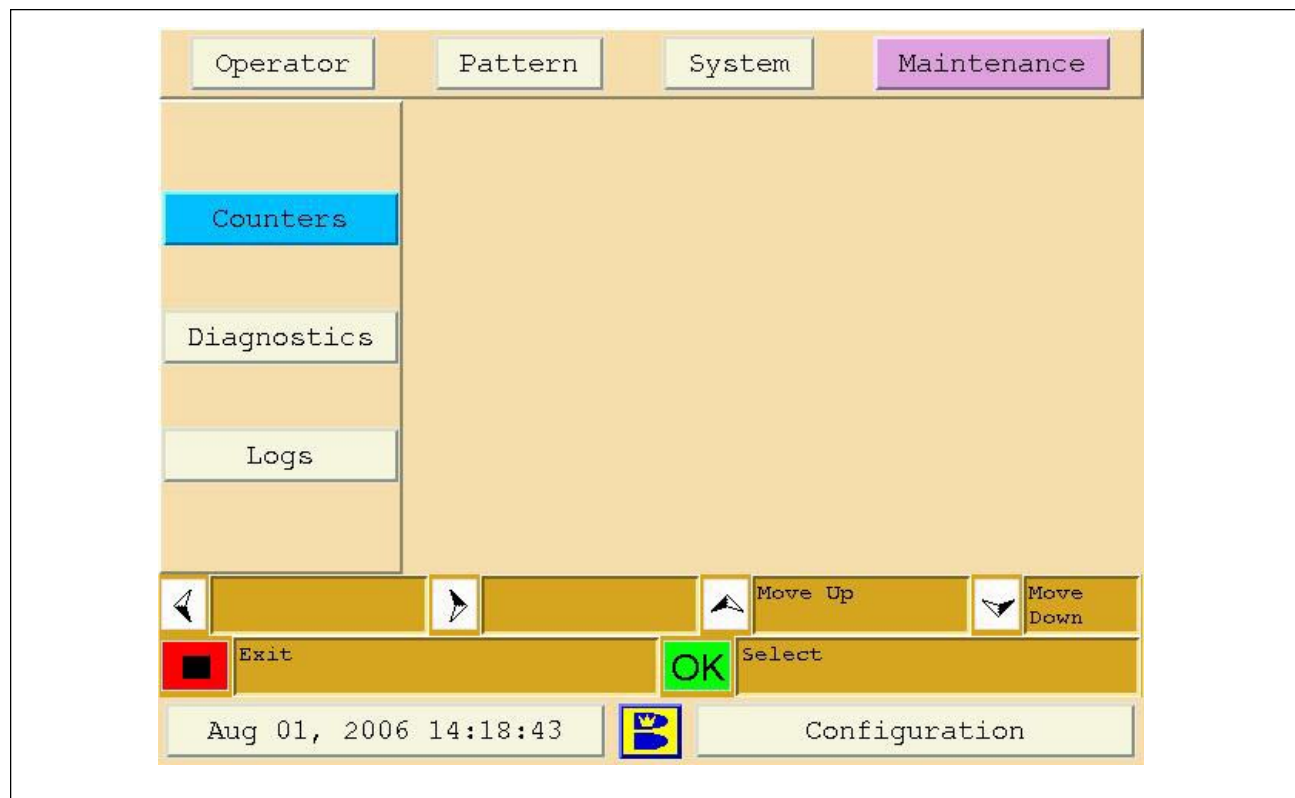 Operator Pattern System Maintenance
Counters
Diagnostics
Logs
Move Up Move
Down
Exit OK Select
Aug 01, 2006 14:18:43 Configuration